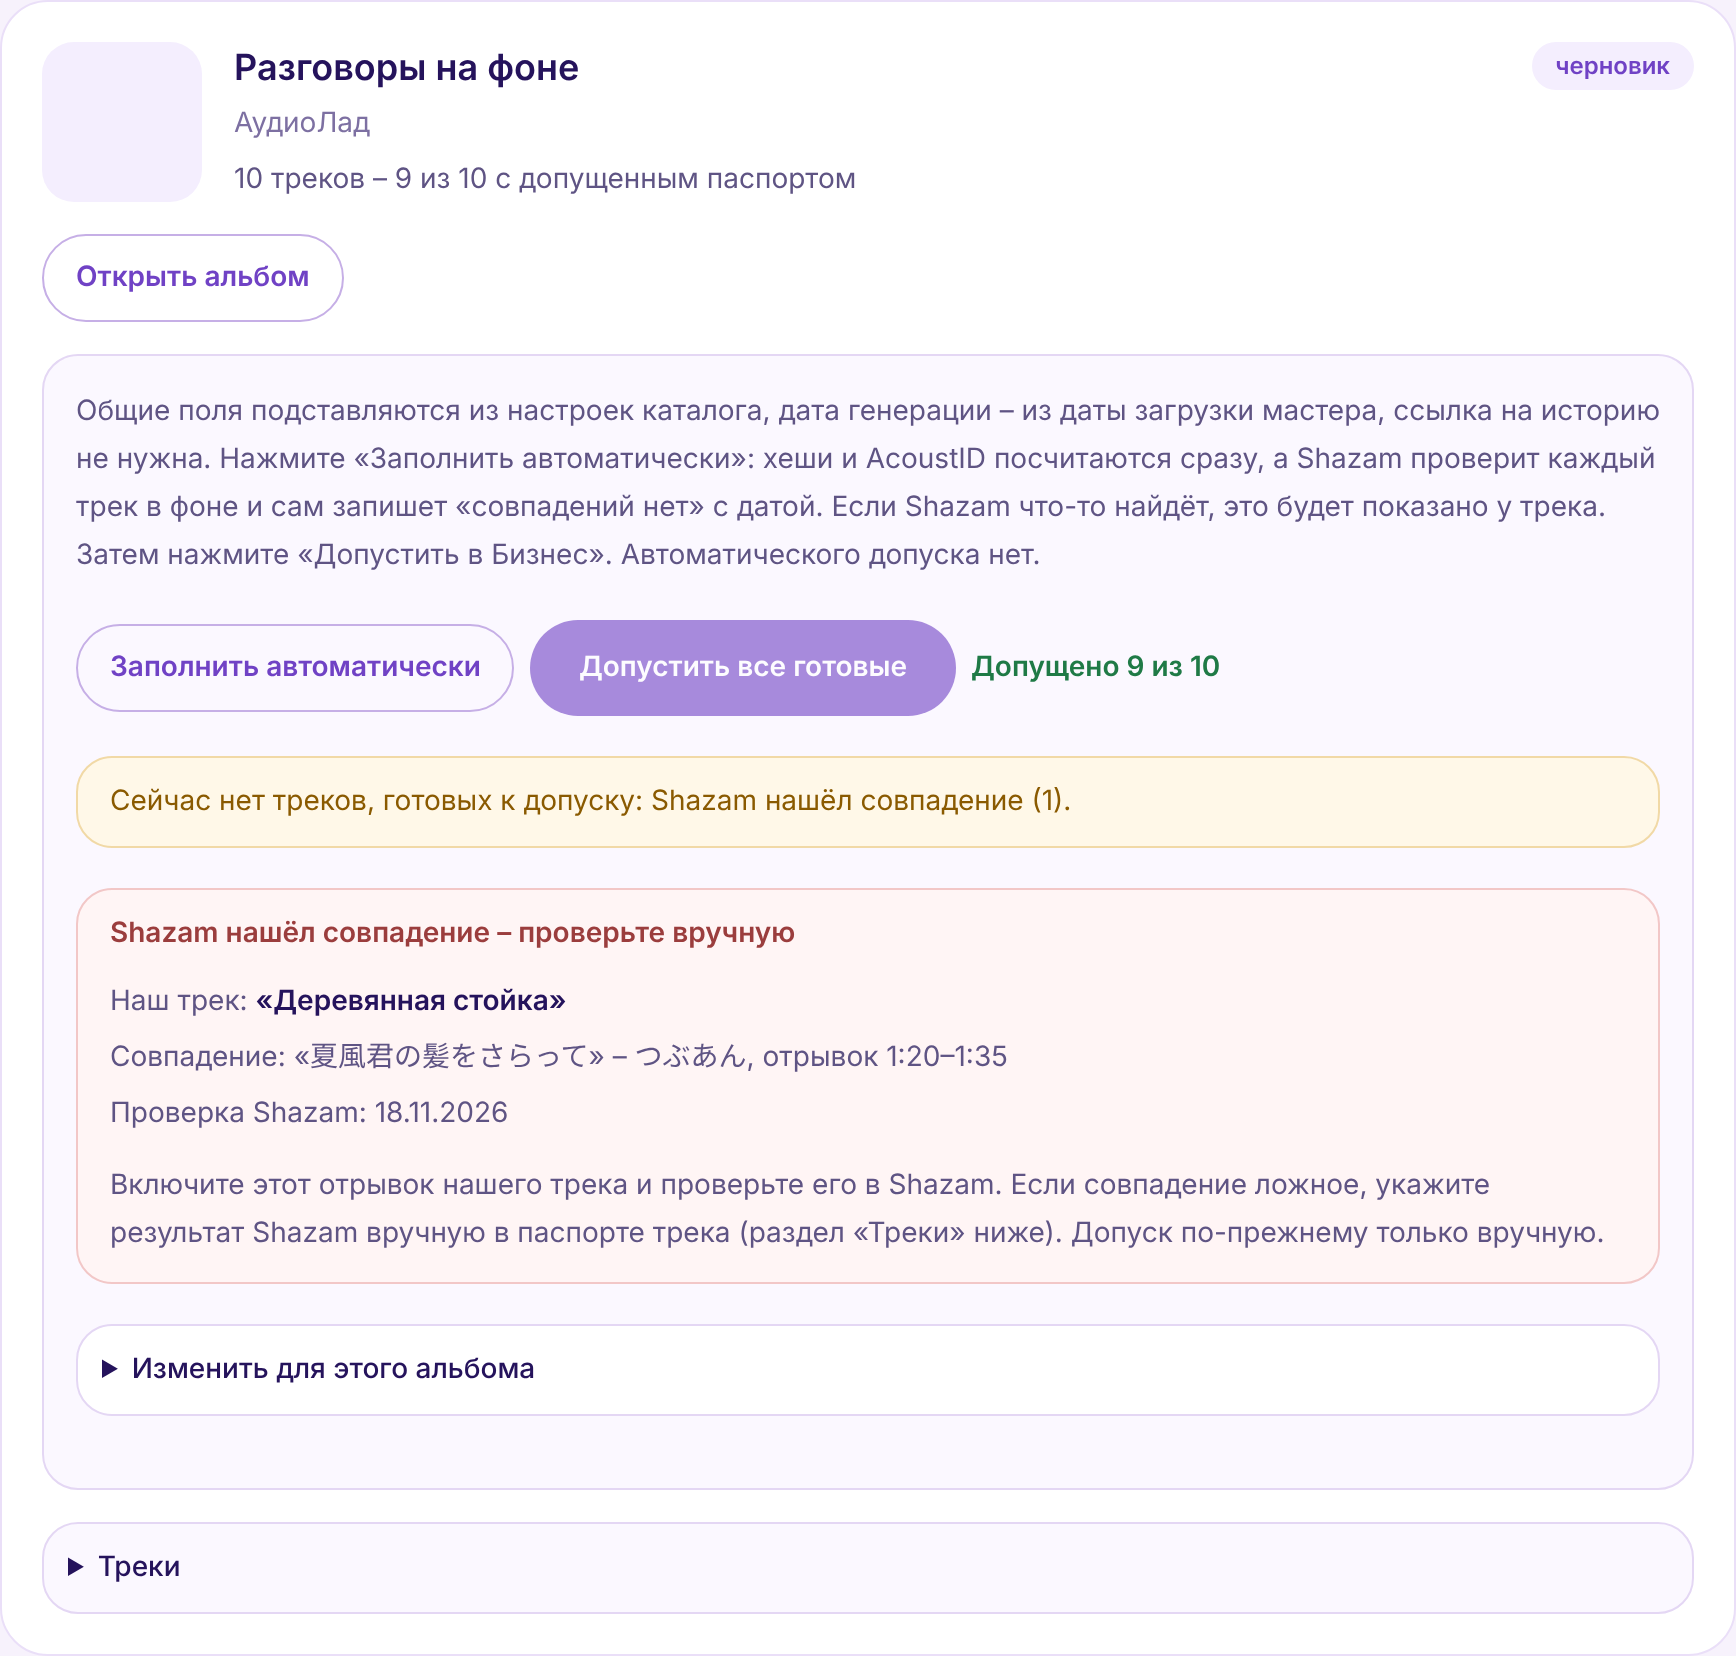 Разговоры на фоне
черновик
АудиоЛад
10 треков – 9 из 10 с допущенным паспортом
Открыть альбом
Общие поля подставляются из настроек каталога, дата генерации – из даты загрузки мастера, ссылка на историю
не нужна. Нажмите «Заполнить автоматически»: хеши и AcoustID посчитаются сразу, а Shazam проверит каждый
трек в фоне и сам запишет «совпадений нет» с датой. Если Shazam что-то найдёт, это будет показано у трека.
Затем нажмите «Допустить в Бизнес». Автоматического допуска нет.
Заполнить автоматически
Допустить все готовые
Допущено 9 из 10
Сейчас нет треков, готовых к допуску: Shazam нашёл совпадение (1).
Shazam нашёл совпадение – проверьте вручную
Наш трек: «Деревянная стойка»
Совпадение: «夏風君の髪をさらって» – つぶあん, отрывок 1:20–1:35
Проверка Shazam: 18.11.2026
Включите этот отрывок нашего трека и проверьте его в Shazam. Если совпадение ложное, укажите
результат Shazam вручную в паспорте трека (раздел «Треки» ниже). Допуск по-прежнему только вручную.
Изменить для этого альбома
Треки